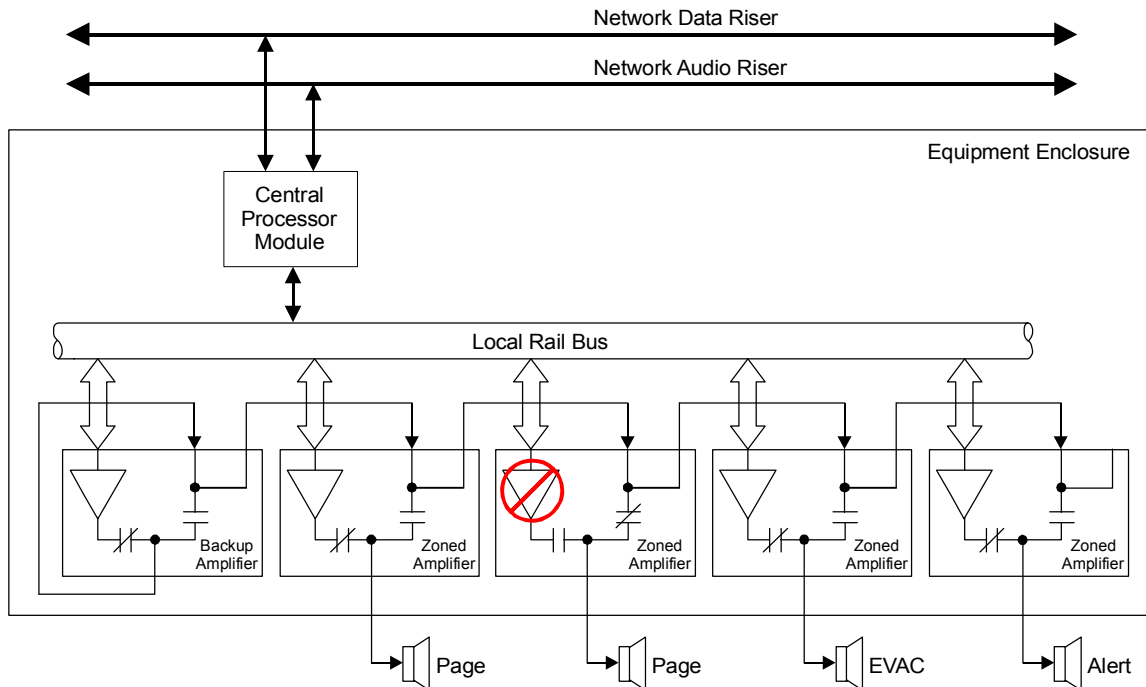 Network Data Riser
Network Audio Riser
Equipment Enclosure
Central
Processor
Module
Local Rail Bus
Backup
Amplifier
Zoned
Amplifier
Zoned
Amplifier
Zoned
Amplifier
Zoned
Amplifier
Page
Page
EVAC
Alert